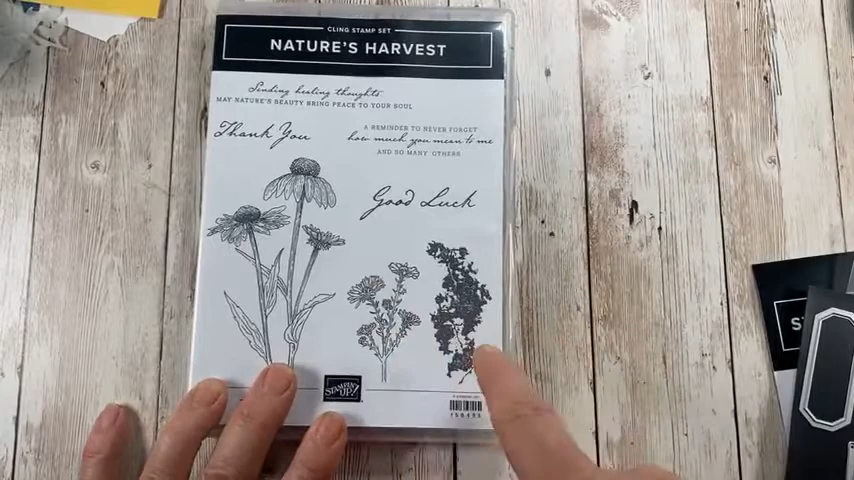 CLING STAMP SET
NATURE'S HARVEST
Sending healing thoughts
MAY NATURE'S BEAUTY BRING PEACE TO YOUR SOUL
Thank You
A REMINDER TO NEVER FORGET
how much you mean to me
AND SO MANY OTHERS
Good Luck
STAMPIN' UP!